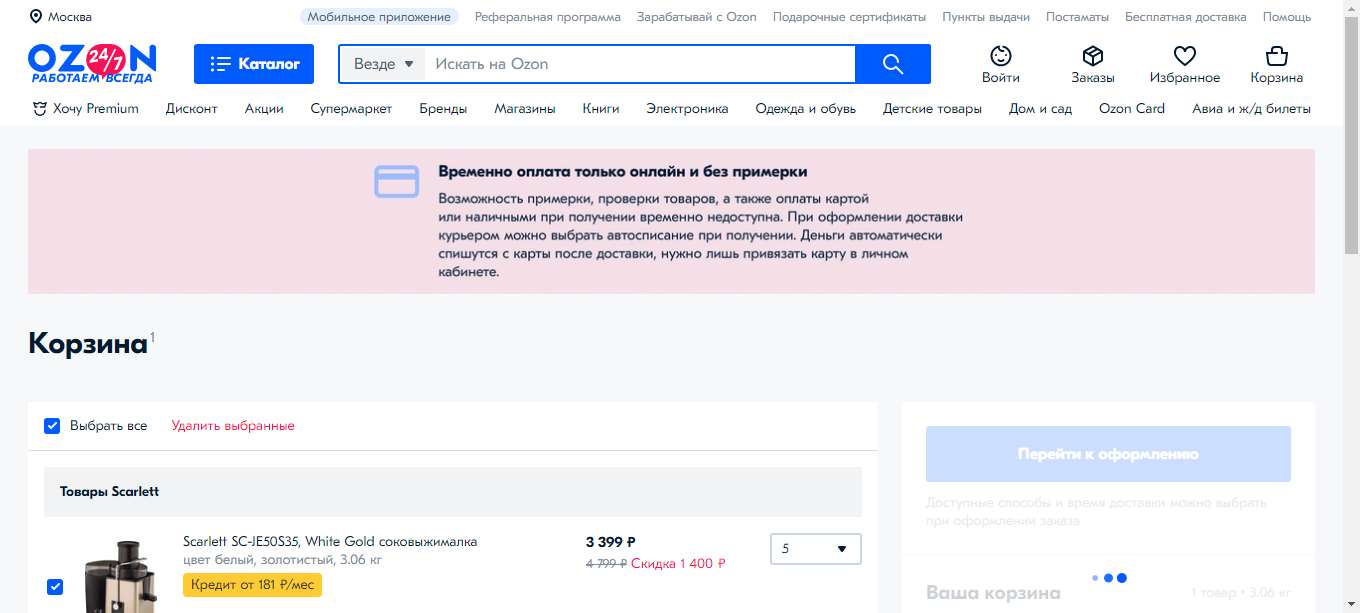 Москва
Мобильное приложение
Реферальная программа
Зарабатывай с Ozon
Подарочные сертификаты
Пункты выдачи
Постаматы
Бесплатная доставка
Помощь
OZON
24/7
РАБОТАЕМ ВСЕГДА
Каталог
Везде
Искать на Ozon
Войти
Заказы
Избранное
Корзина
Хочу Premium
Дисконт
Акции
Супермаркет
Бренды
Магазины
Книги
Электроника
Одежда и обувь
Детские товары
Дом и сад
Ozon Card
Авиа и ж/д билеты
Временно оплата только онлайн и без примерки
Возможность примерки, проверки товаров, а также оплаты картой
или наличными при получении временно недоступна. При оформлении доставки
курьером можно выбрать автосписание при получении. Деньги автоматически
спишутся с карты после доставки, нужно лишь привязать карту в личном
кабинете.
Корзина 1
Выбрать все
Удалить выбранные
Товары Scarlett
Scarlett SC-JE50S35, White Gold соковыжималка
цвет белый, золотистый, 3.06 кг
Кредит от 181 ₽/мес
3 399 ₽
4 799 ₽ Скидка 1 400 ₽
5
Перейти к оформлению
Доступные способы и время доставки можно выбрать
при оформлении заказа
Ваша корзина
1 товар • 3.06 кг